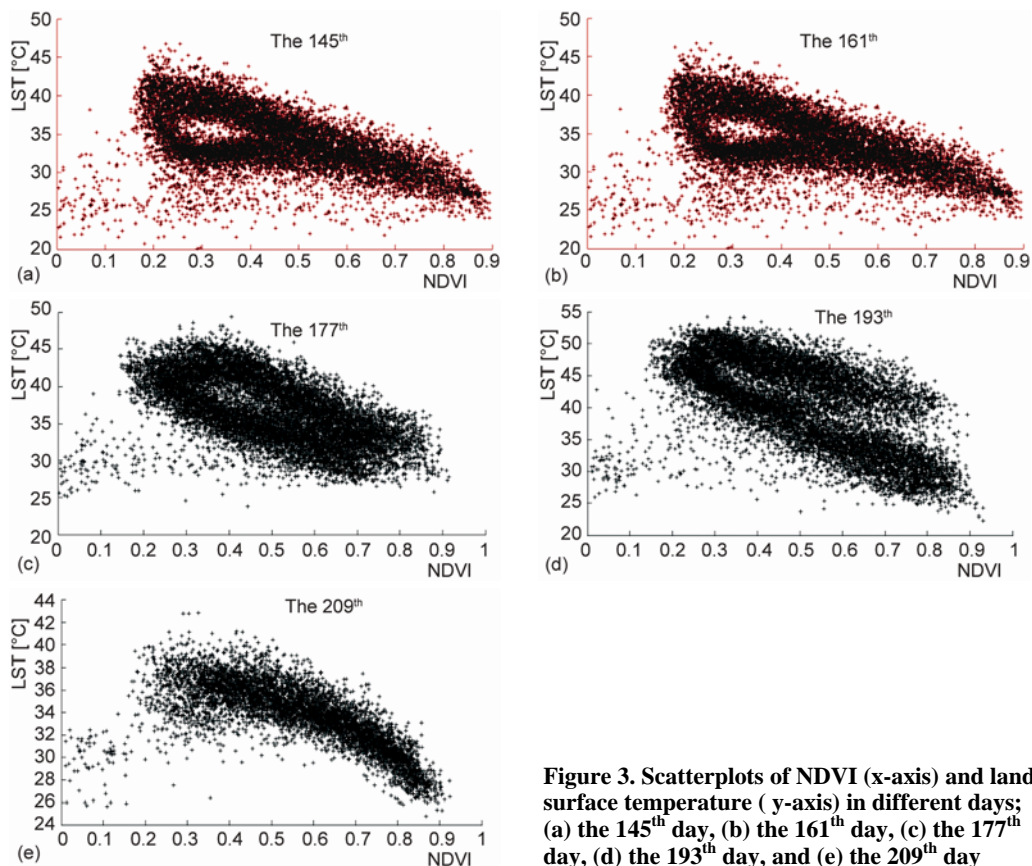 The 145th
LST [°C]
50
45
40
35
30
25
20
0 0.1 0.2 0.3 0.4 0.5 0.6 0.7 0.8 0.9
(a)
NDVI
The 161th
LST [°C]
50
45
40
35
30
25
20
0 0.1 0.2 0.3 0.4 0.5 0.6 0.7 0.8 0.9
(b)
NDVI
The 177th
LST [°C]
50
45
40
35
30
25
20
0 0.1 0.2 0.3 0.4 0.5 0.6 0.7 0.8 0.9 1
(c)
NDVI
The 193th
LST [°C]
55
50
45
40
35
30
25
20
0 0.1 0.2 0.3 0.4 0.5 0.6 0.7 0.8 0.9 1
(d)
NDVI
The 209th
LST [°C]
44
42
40
38
36
34
32
30
28
26
24
0 0.1 0.2 0.3 0.4 0.5 0.6 0.7 0.8 0.9 1
(e)
NDVI
Figure 3. Scatterplots of NDVI (x-axis) and land
surface temperature ( y-axis) in different days;
(a) the 145th day, (b) the 161th day, (c) the 177th
day, (d) the 193th day, and (e) the 209th day